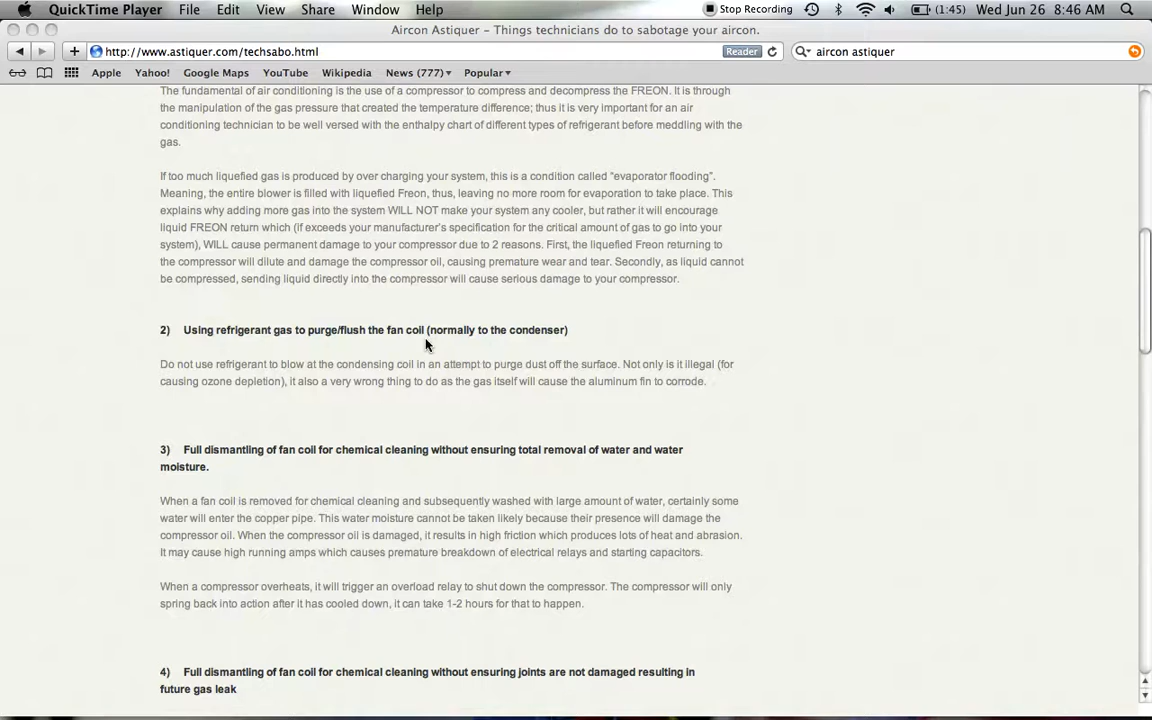 QuickTime Player File Edit View Share Window Help Stop Recording (1:45) Wed Jun 26 8:46 AM
Aircon Astiquer – Things technicians do to sabotage your aircon.
http://www.astiquer.com/techsabo.html Reader aircon astiquer
Apple Yahoo! Google Maps YouTube Wikipedia News (777) Popular
The fundamental of air conditioning is the use of a compressor to compress and decompress the FREON. It is through
the manipulation of the gas pressure that created the temperature difference; thus it is very important for an air
conditioning technician to be well versed with the enthalpy chart of different types of refrigerant before meddling with the
gas.
If too much liquefied gas is produced by over charging your system, this is a condition called "evaporator flooding".
Meaning, the entire blower is filled with liquefied Freon, thus, leaving no more room for evaporation to take place. This
explains why adding more gas into the system WILL NOT make your system any cooler, but rather it will encourage
liquid FREON return which (if exceeds your manufacturer's specification for the critical amount of gas to go into your
system), WILL cause permanent damage to your compressor due to 2 reasons. First, the liquefied Freon returning to
the compressor will dilute and damage the compressor oil, causing premature wear and tear. Secondly, as liquid cannot
be compressed, sending liquid directly into the compressor will cause serious damage to your compressor.
2) Using refrigerant gas to purge/flush the fan coil (normally to the condenser)
Do not use refrigerant to blow at the condensing coil in an attempt to purge dust off the surface. Not only is it illegal (for
causing ozone depletion), it also a very wrong thing to do as the gas itself will cause the aluminum fin to corrode.
3) Full dismantling of fan coil for chemical cleaning without ensuring total removal of water and water
moisture.
When a fan coil is removed for chemical cleaning and subsequently washed with large amount of water, certainly some
water will enter the copper pipe. This water moisture cannot be taken likely because their presence will damage the
compressor oil. When the compressor oil is damaged, it results in high friction which produces lots of heat and abrasion.
It may cause high running amps which causes premature breakdown of electrical relays and starting capacitors.
When a compressor overheats, it will trigger an overload relay to shut down the compressor. The compressor will only
spring back into action after it has cooled down, it can take 1-2 hours for that to happen.
4) Full dismantling of fan coil for chemical cleaning without ensuring joints are not damaged resulting in
future gas leak